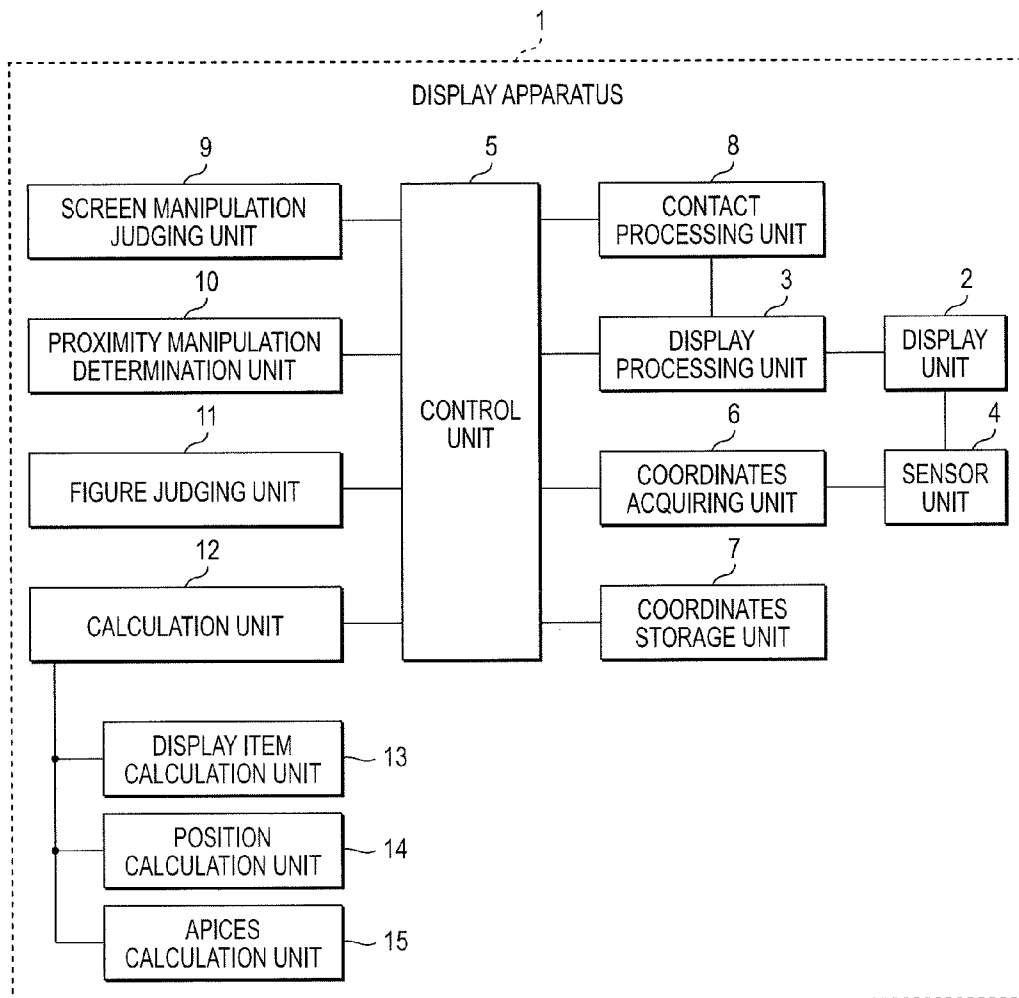 1
DISPLAY APPARATUS
9
SCREEN MANIPULATION
JUDGING UNIT
5
CONTROL
UNIT
8
CONTACT
PROCESSING UNIT
10
PROXIMITY MANIPULATION
DETERMINATION UNIT
3
DISPLAY
PROCESSING UNIT
2
DISPLAY
UNIT
11
FIGURE JUDGING UNIT
6
COORDINATES
ACQUIRING UNIT
4
SENSOR
UNIT
12
CALCULATION UNIT
7
COORDINATES
STORAGE UNIT
DISPLAY ITEM
CALCULATION UNIT
13
POSITION
CALCULATION UNIT
14
APICES
CALCULATION UNIT
15